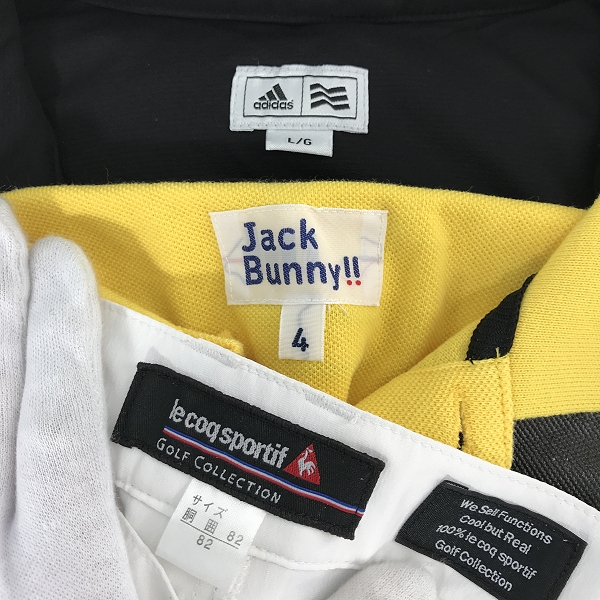 adidas
L/G
Jack
Bunny!!
4
le coq sportif
GOLF COLLECTION
サイズ
胴囲 82
82
We Sell Functions
Cool but Real
100% le coq sportif
Golf Collection